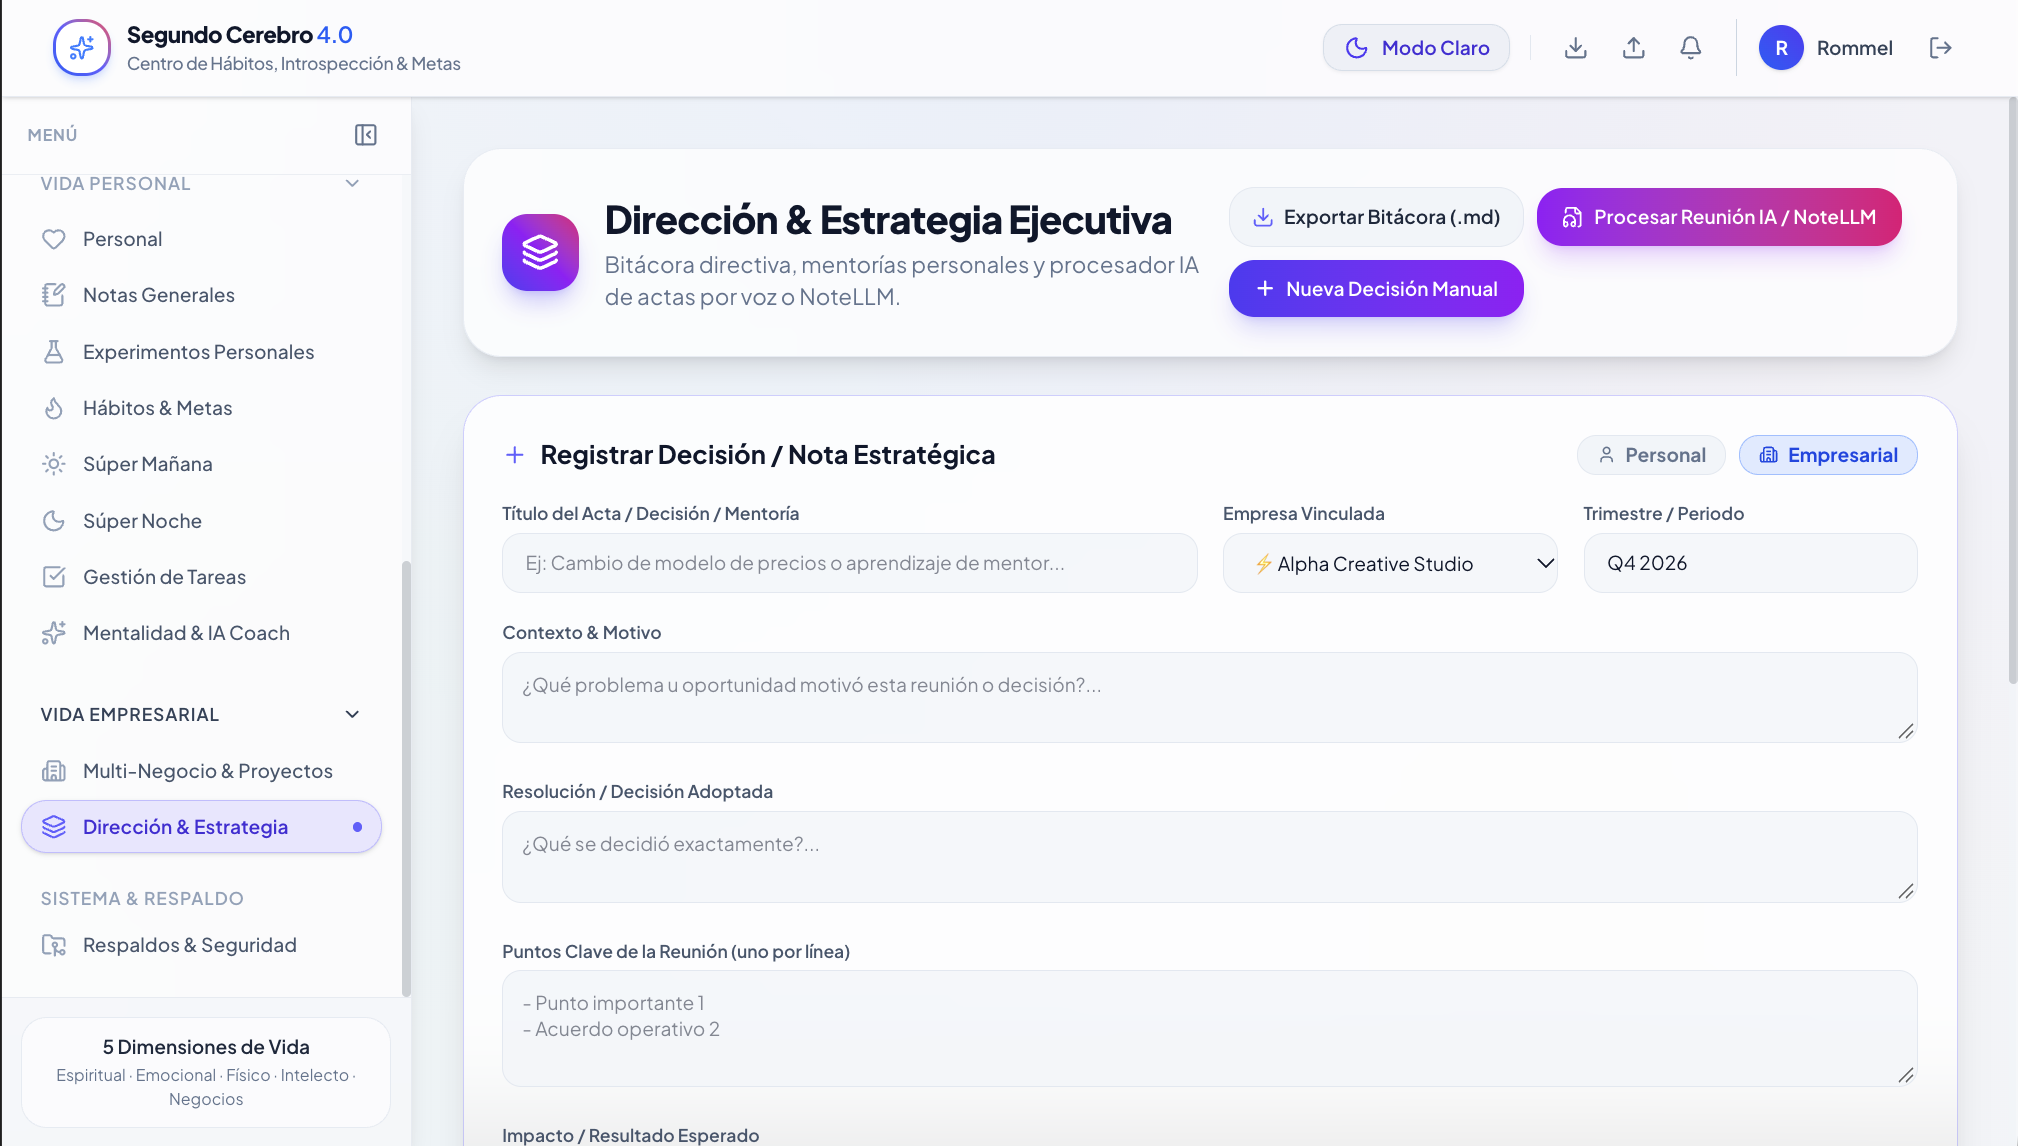 Segundo Cerebro 4.0
Centro de Hábitos, Introspección & Metas
Modo Claro
R
Rommel
MENÚ
VIDA PERSONAL
Personal
Notas Generales
Experimentos Personales
Hábitos & Metas
Súper Mañana
Súper Noche
Gestión de Tareas
Mentalidad & IA Coach
VIDA EMPRESARIAL
Multi-Negocio & Proyectos
Dirección & Estrategia
SISTEMA & RESPALDO
Respaldos & Seguridad
5 Dimensiones de Vida
Espiritual · Emocional · Físico · Intelecto ·
Negocios
Dirección & Estrategia Ejecutiva
Bitácora directiva, mentorías personales y procesador IA
de actas por voz o NoteLLM.
Exportar Bitácora (.md)
Procesar Reunión IA / NoteLLM
+ Nueva Decisión Manual
+ Registrar Decisión / Nota Estratégica
Personal
Empresarial
Título del Acta / Decisión / Mentoría
Ej: Cambio de modelo de precios o aprendizaje de mentor...
Empresa Vinculada
⚡ Alpha Creative Studio
Trimestre / Periodo
Q4 2026
Contexto & Motivo
¿Qué problema u oportunidad motivó esta reunión o decisión?...
Resolución / Decisión Adoptada
¿Qué se decidió exactamente?...
Puntos Clave de la Reunión (uno por línea)
- Punto importante 1
- Acuerdo operativo 2
Impacto / Resultado Esperado